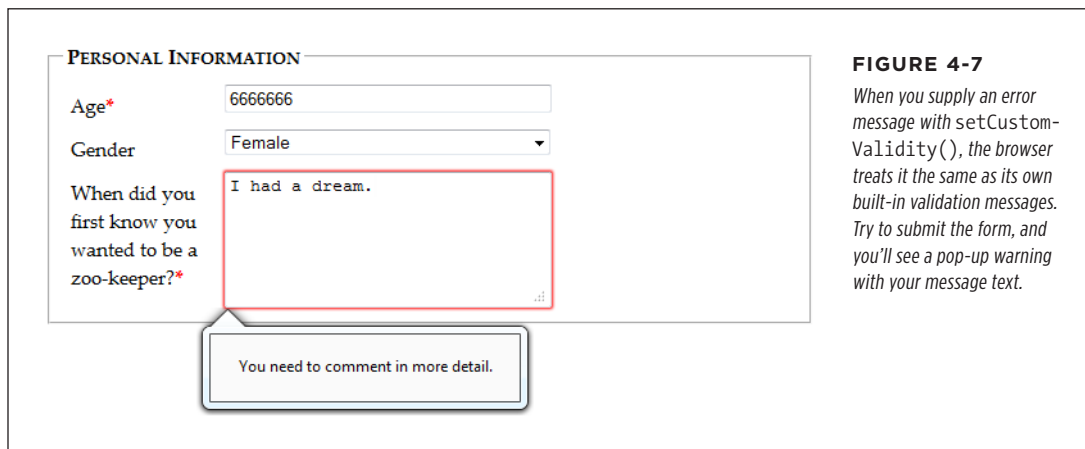 PERSONAL INFORMATION
Age*
6666666
Gender
Female
When did you
first know you
wanted to be a
zoo-keeper?*
I had a dream.
You need to comment in more detail.
FIGURE 4-7
When you supply an error
message with setCustom-
Validity(), the browser
treats it the same as its own
built-in validation messages.
Try to submit the form, and
you'll see a pop-up warning
with your message text.